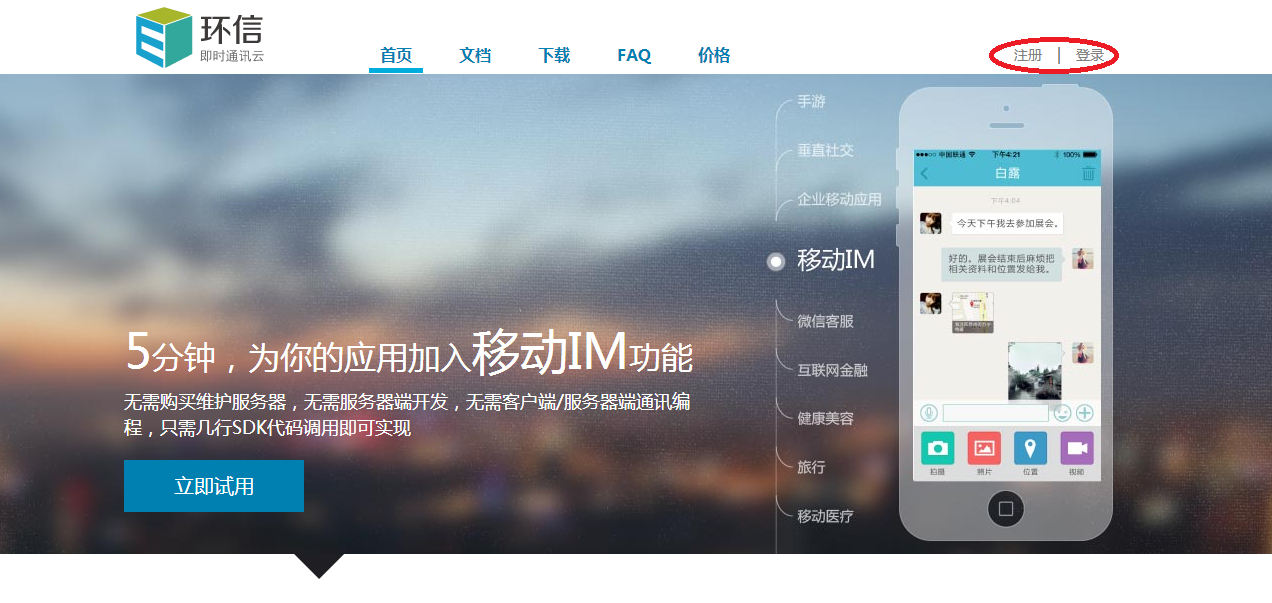 环信
即时通讯云
首页 文档 下载 FAQ 价格
注册 | 登录
手游
垂直社交
企业移动应用
移动IM
微信客服
互联网金融
健康美容
旅行
移动医疗
5分钟，为你的应用加入移动IM功能
无需购买维护服务器，无需服务器端开发，无需客户端/服务器端通讯编
程，只需几行SDK代码调用即可实现
立即试用
中国联通 下午4:21 100%
白露
下午4:04
今天下午我去参加展会。
好的。展会结束后麻烦把
相关资料和位置发给我。
拍摄 照片 位置 视频